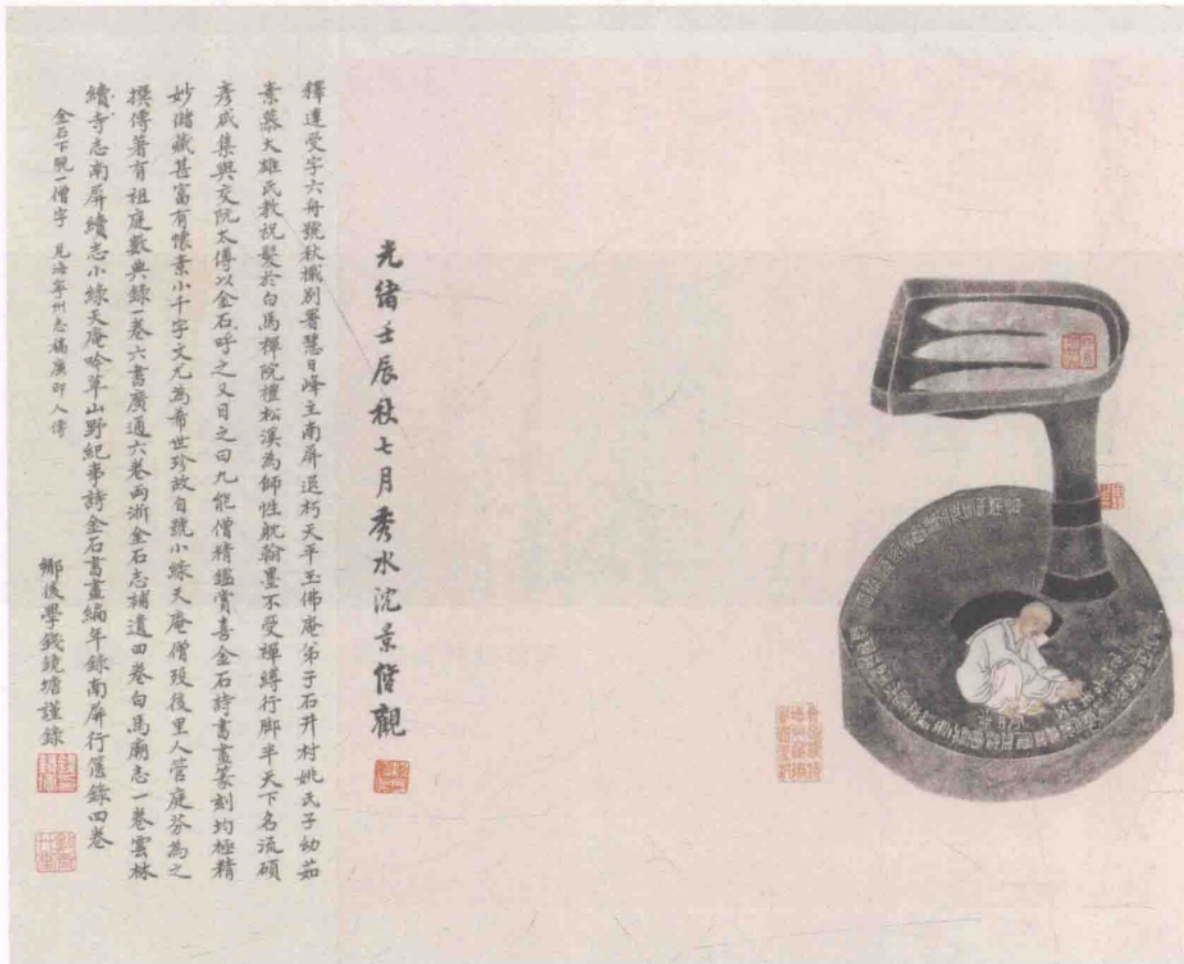 光緒壬辰秋七月秀水沈景脩觀
釋達受字六舟號秋檝別署慧日峰主南屏退朽天平玉佛庵弟子石井村姚氏子幼茹
素慕大雄氏教祝髮於白馬禪院禮松溪為師性躭翰墨不受禪縛行脚半天下名流碩
彥咸集與交阮太傅以金石呼之又目之曰九能僧精鑑賞喜金石詩書畫篆刻均極精
妙儲藏甚富有懷素小千字文尤為希世珍故自號小綠天庵僧歿後里人管庭芬為之
撰傳著有祖庭數典錄一卷六書廣通六卷兩浙金石志補遺四卷白馬廟志一卷雲林
續寺志南屏續志小綠天庵吟草山野紀事詩金石書畫編年錄南屏行篋錄四卷
金石下脫一僧字 見海寧州志稿廣印人傳
鄉後學錢鏡塘謹錄